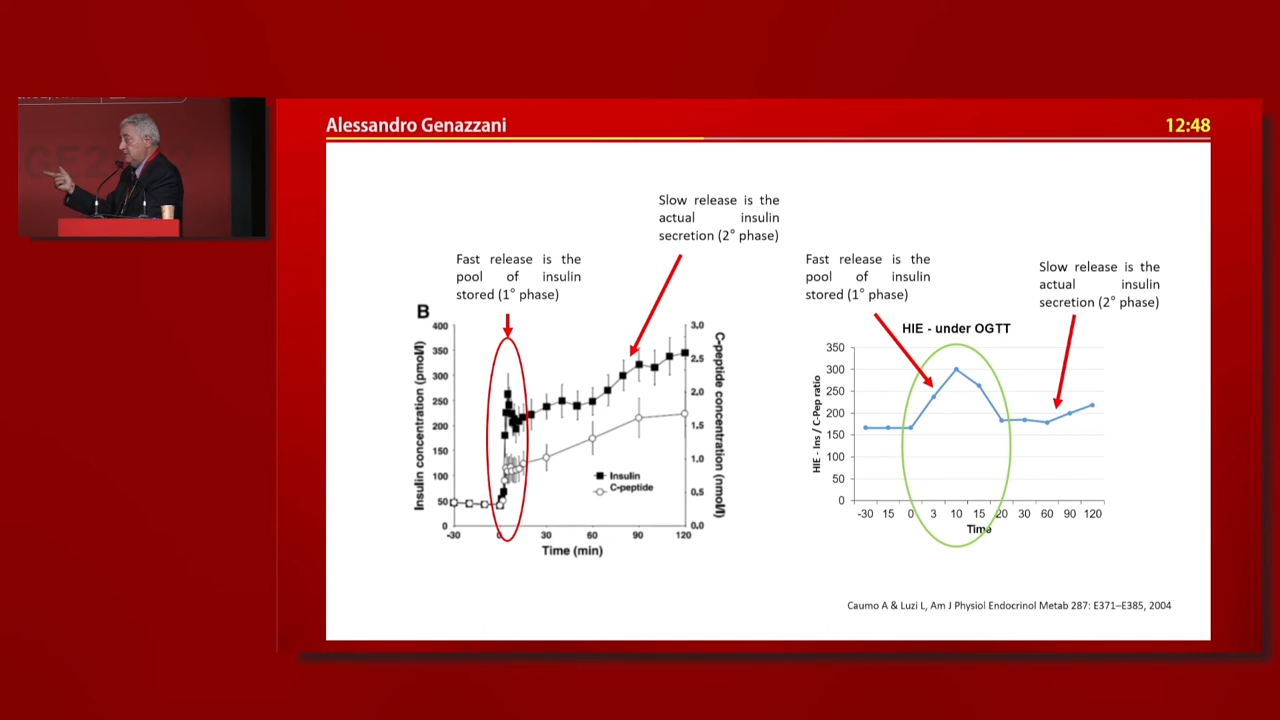 Alessandro Genazzani
12:48
Slow release is the
actual insulin
secretion (2° phase)
Fast release is the
pool of insulin
stored (1° phase)
B
400
350
300
250
200
150
100
50
0
Insulin concentration (pmol/l)
3,0
2,5
2,0
1,5
1,0
0,5
0,0
C-peptide concentration (nmol/l)
Insulin
C-peptide
-30 0 30 60 90 120
Time (min)
Fast release is the
pool of insulin
stored (1° phase)
Slow release is the
actual insulin
secretion (2° phase)
HIE - under OGTT
350
300
250
200
150
100
50
0
HIE - Ins / C-Pep ratio
-30 15 0 3 10 15 20 30 60 90 120
Time
Caumo A & Luzi L, Am J Physiol Endocrinol Metab 287: E371–E385, 2004